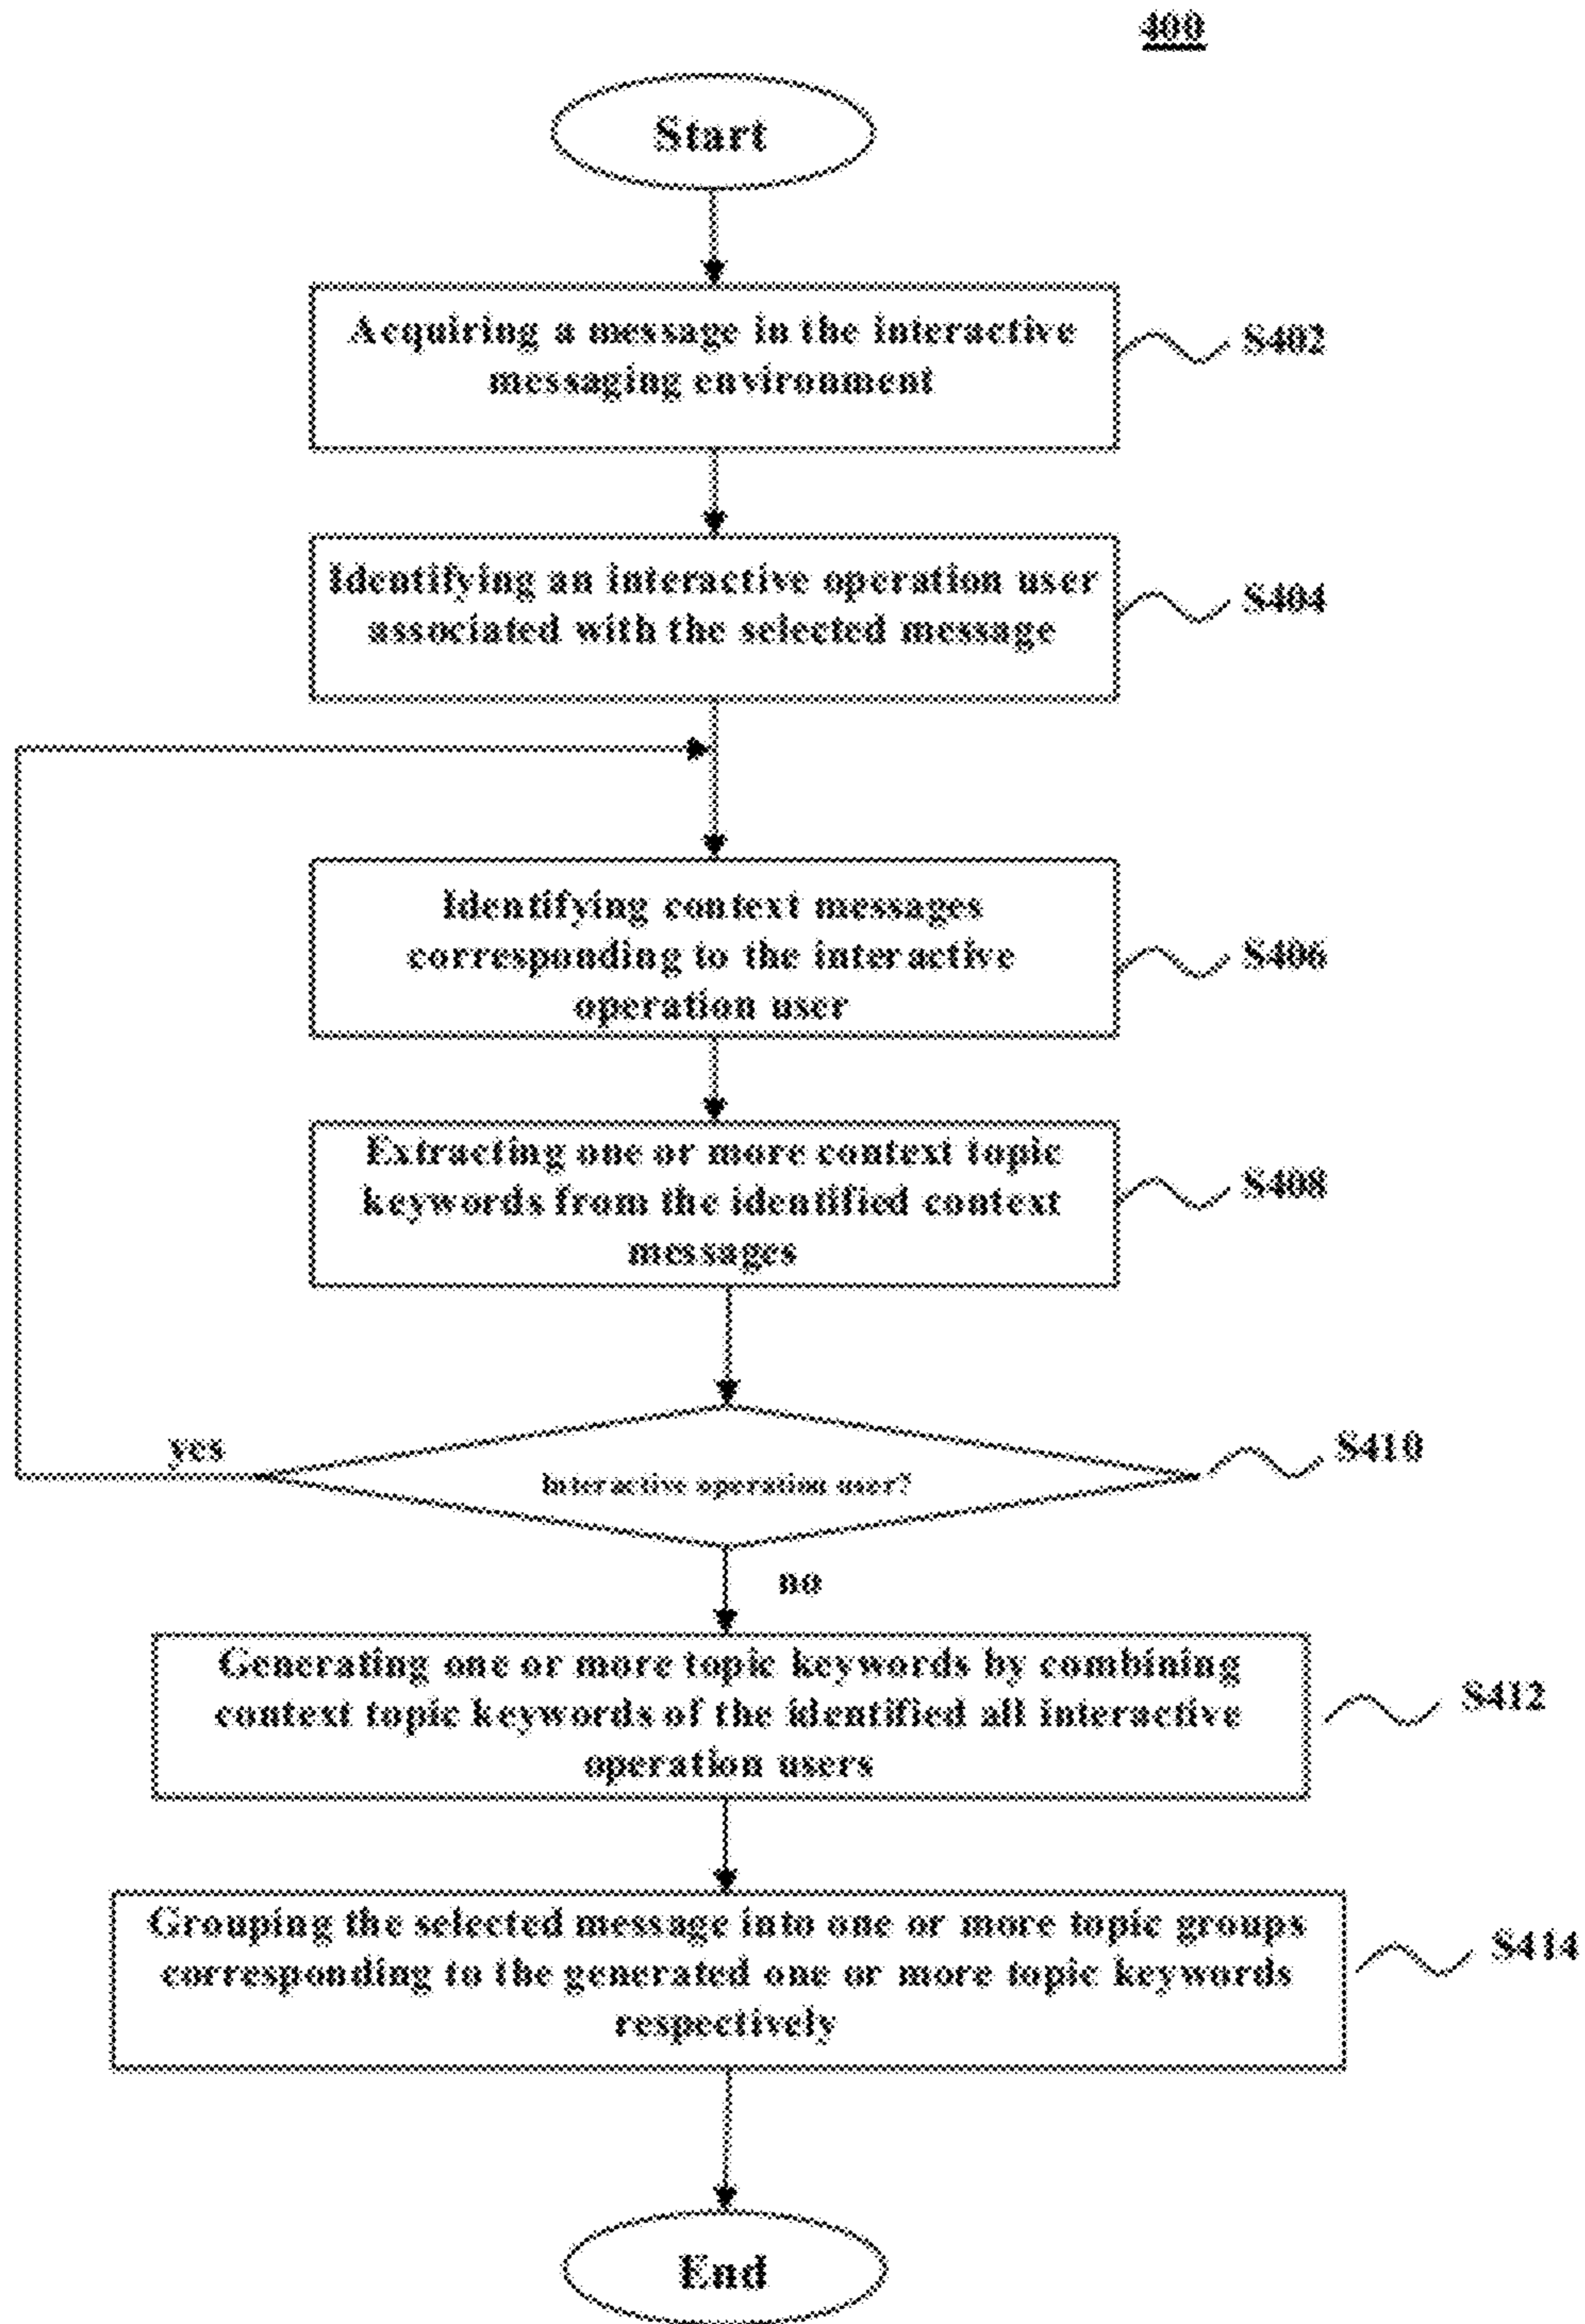 400
Start
Acquiring a message in the interactive
messaging environment
S402
Identifying an interactive operation user
associated with the selected message
S404
Identifying context messages
corresponding to the interactive
operation user
S406
Extracting one or more context topic
keywords from the identified context
messages
S408
yes
Interactive operation user?
S410
no
Generating one or more topic keywords by combining
context topic keywords of the identified all interactive
operation users
S412
Grouping the selected message into one or more topic groups
corresponding to the generated one or more topic keywords
respectively
S414
End